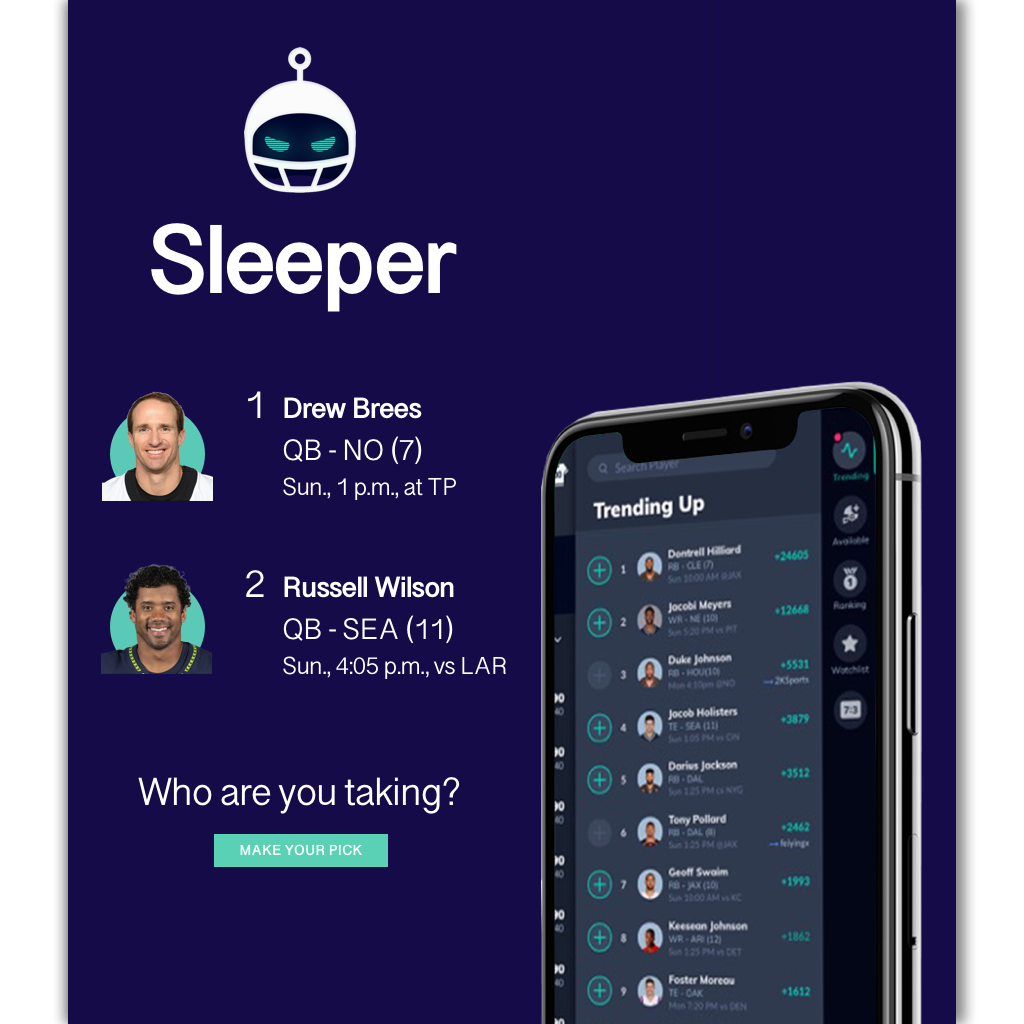 Sleeper
1 Drew Brees
QB - NO (7)
Sun., 1 p.m., at TP
2 Russell Wilson
QB - SEA (11)
Sun., 4:05 p.m., vs LAR
Who are you taking?
MAKE YOUR PICK
Search Player
Trending Up
1 Dontrell Hilliard +24605
RB - CLE (7)
Sun 10:00 AM @JAX
2 Jacobi Meyers +12668
WR - NE (10)
Sun 5:20 PM vs PIT
3 Duke Johnson +5531
RB - HOU(10)
Mon 4:10pm @NO
2KSports
4 Jacob Holisters +3879
TE - SEA (11)
Sun 1:05 PM vs CIN
5 Darius Jackson +3512
RB - DAL
Sun 1:25 PM cs NYG
6 Tony Pollard +2462
RB - DAL (8)
Sun 1:25 PM @JAX
feiyingx
7 Geoff Swaim +1993
RB - JAX (10)
Sun 10:00 AM vs KC
8 Keesean Johnson +1862
WR - ARI (12)
Sun 1:25 PM vs DET
9 Foster Moreau +1612
TE - OAK
Mon 7:20 PM vs DEN
Trending
Available
1
Ranking
Watchlist
7:3